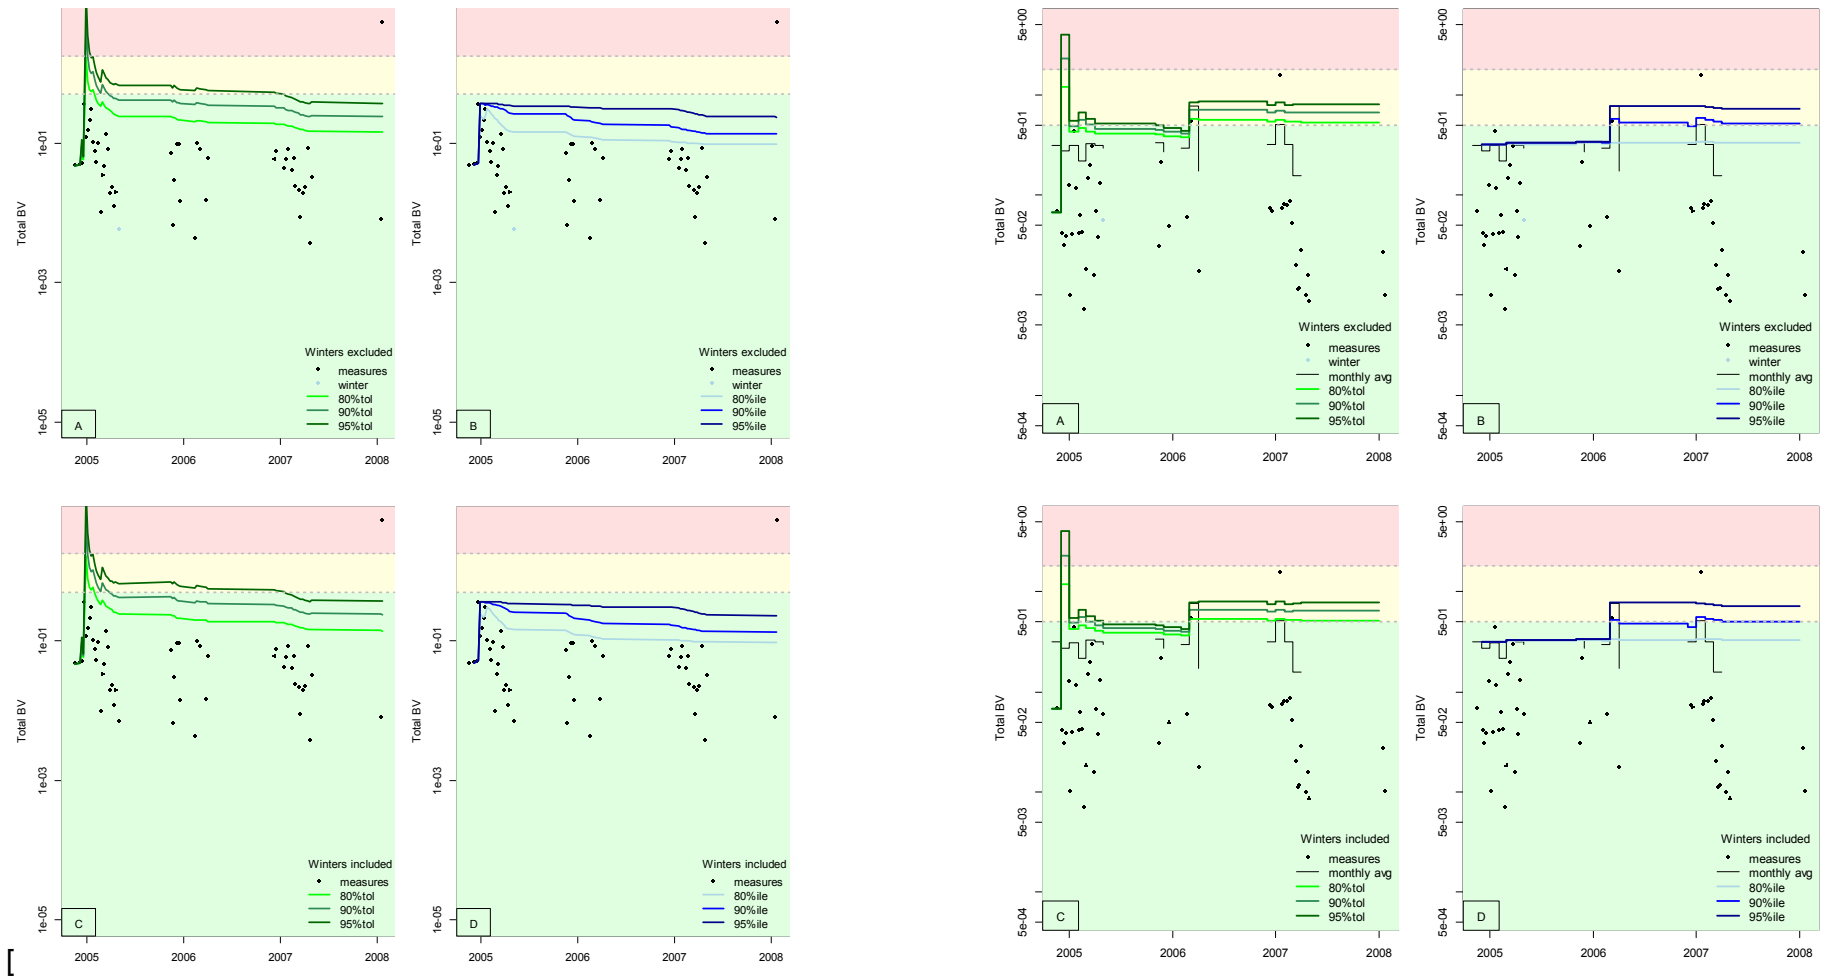 Total BV
1e-01
1e-03
1e-05
Winters excluded
measures
winter
80%tol
90%tol
95%tol
A
2005 2006 2007 2008
Total BV
1e-01
1e-03
1e-05
Winters excluded
measures
winter
80%ile
90%ile
95%ile
B
2005 2006 2007 2008
Total BV
5e+00
5e-01
5e-02
5e-03
5e-04
Winters excluded
measures
winter
monthly avg
80%tol
90%tol
95%tol
A
2005 2006 2007 2008
Total BV
5e+00
5e-01
5e-02
5e-03
5e-04
Winters excluded
measures
winter
monthly avg
80%ile
90%ile
95%ile
B
2005 2006 2007 2008
Total BV
1e-01
1e-03
1e-05
Winters included
measures
80%tol
90%tol
95%tol
C
2005 2006 2007 2008
Total BV
1e-01
1e-03
1e-05
Winters included
measures
80%ile
90%ile
95%ile
D
2005 2006 2007 2008
Total BV
5e+00
5e-01
5e-02
5e-03
5e-04
Winters included
measures
monthly avg
80%tol
90%tol
95%tol
C
2005 2006 2007 2008
Total BV
5e+00
5e-01
5e-02
5e-03
5e-04
Winters included
measures
monthly avg
80%ile
90%ile
95%ile
D
2005 2006 2007 2008
[